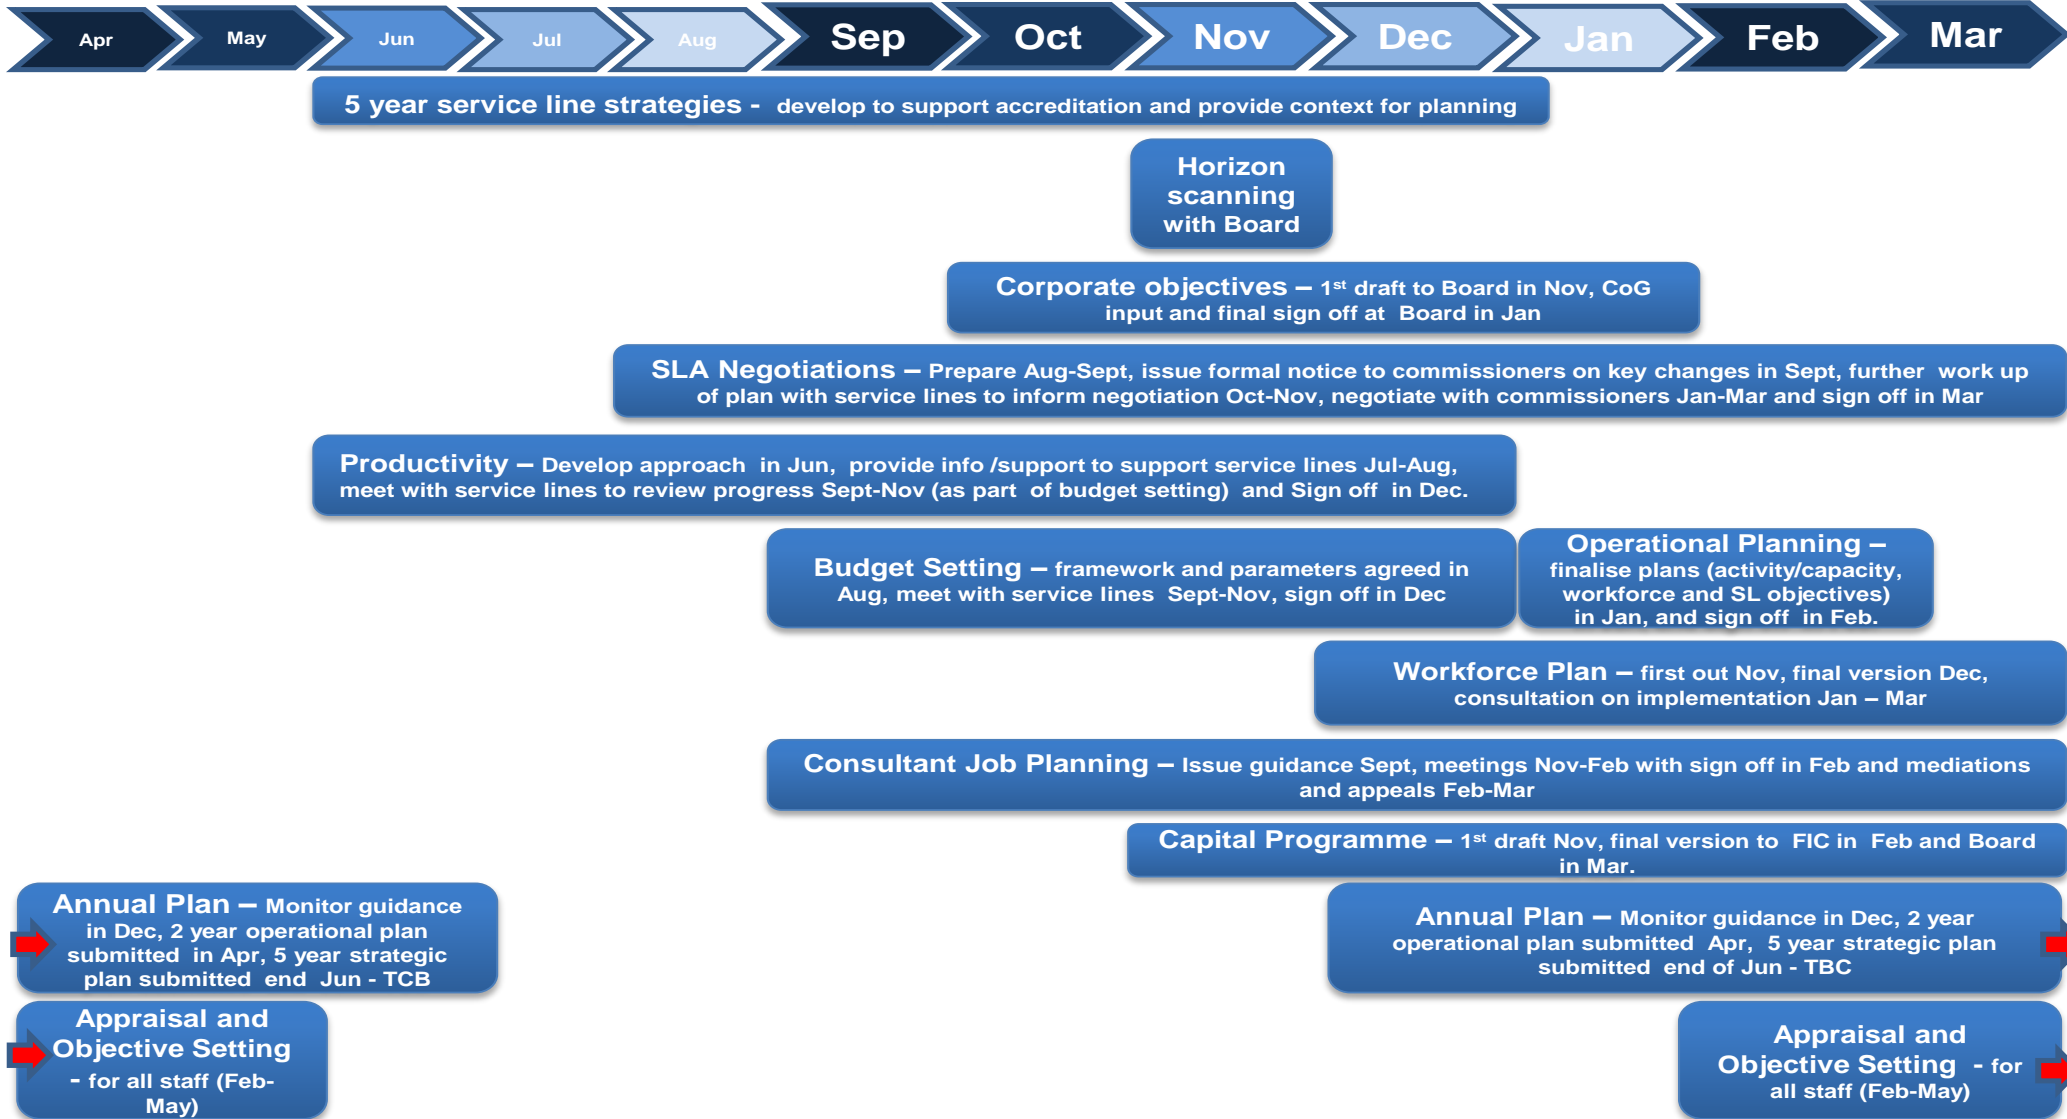 Apr May Jun Jul Aug Sep Oct Nov Dec Jan Feb Mar
5 year service line strategies - develop to support accreditation and provide context for planning
Horizon
scanning
with Board
Corporate objectives – 1st draft to Board in Nov, CoG
input and final sign off at Board in Jan
SLA Negotiations – Prepare Aug-Sept, issue formal notice to commissioners on key changes in Sept, further work up
of plan with service lines to inform negotiation Oct-Nov, negotiate with commissioners Jan-Mar and sign off in Mar
Productivity – Develop approach in Jun, provide info /support to support service lines Jul-Aug,
meet with service lines to review progress Sept-Nov (as part of budget setting) and Sign off in Dec.
Budget Setting – framework and parameters agreed in
Aug, meet with service lines Sept-Nov, sign off in Dec
Operational Planning –
finalise plans (activity/capacity,
workforce and SL objectives)
in Jan, and sign off in Feb.
Workforce Plan – first out Nov, final version Dec,
consultation on implementation Jan – Mar
Consultant Job Planning – Issue guidance Sept, meetings Nov-Feb with sign off in Feb and mediations
and appeals Feb-Mar
Capital Programme – 1st draft Nov, final version to FIC in Feb and Board
in Mar.
Annual Plan – Monitor guidance
in Dec, 2 year operational plan
submitted in Apr, 5 year strategic
plan submitted end Jun - TCB
Annual Plan – Monitor guidance in Dec, 2 year
operational plan submitted Apr, 5 year strategic plan
submitted end of Jun - TBC
Appraisal and
Objective Setting
- for all staff (Feb-
May)
Appraisal and
Objective Setting - for
all staff (Feb-May)